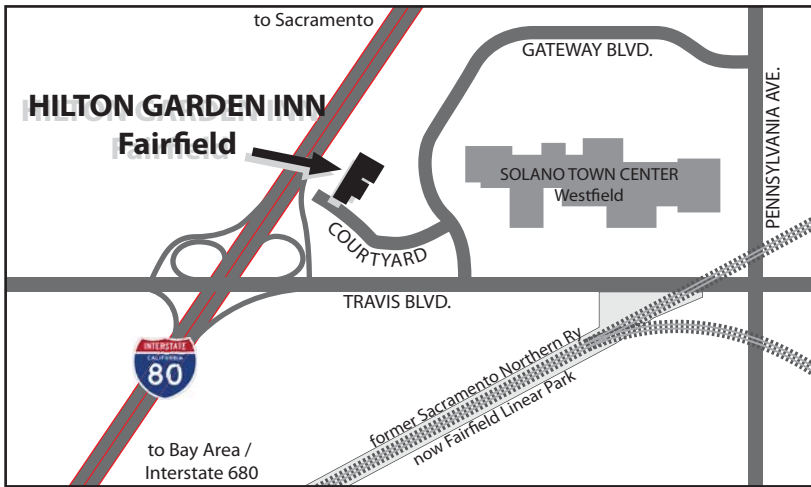 to Sacramento
GATEWAY BLVD.
PENNSYLVANIA AVE.
HILTON GARDEN INN
Fairfield
SOLANO TOWN CENTER
Westfield
COURTYARD
TRAVIS BLVD.
INTERSTATE
CALIFORNIA
80
former Sacramento Northern Ry
now Fairfield Linear Park
to Bay Area /
Interstate 680